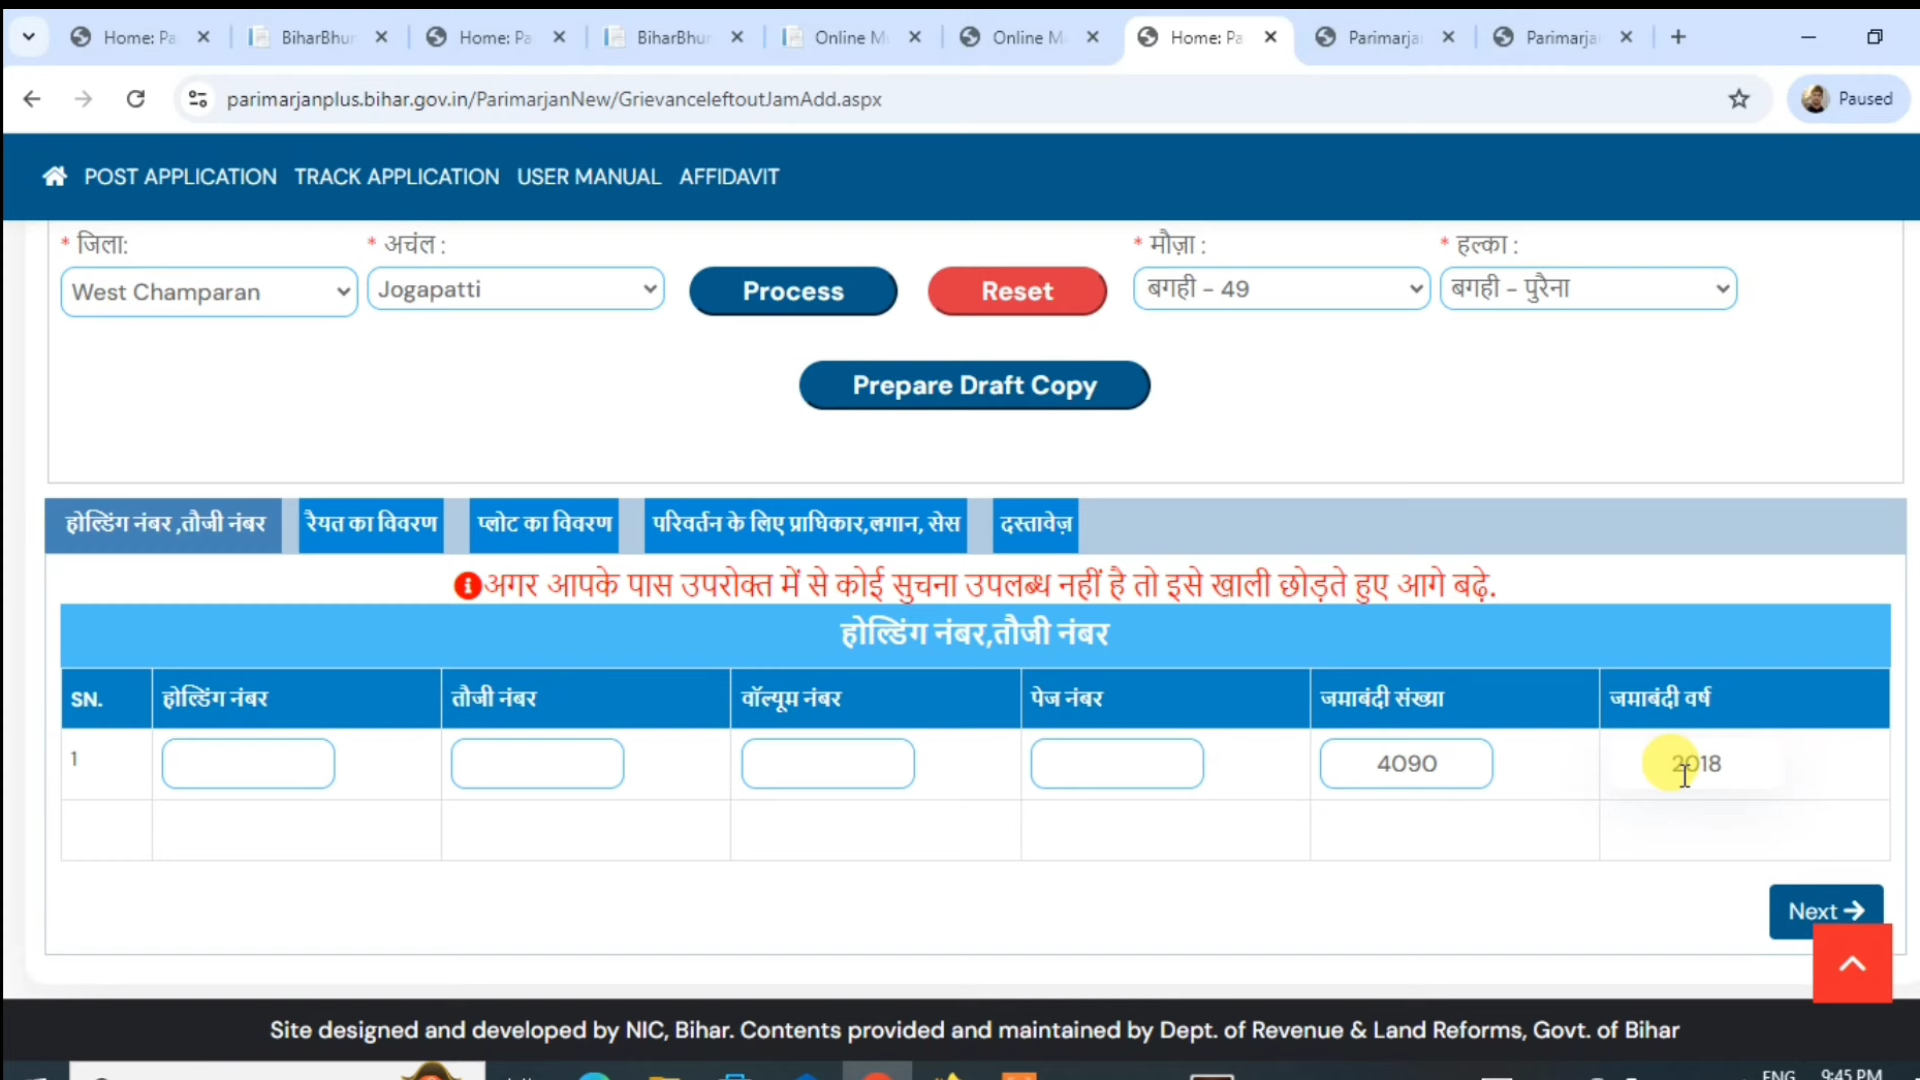 Home: Pa
BiharBhu
Home: Pa
BiharBhu
Online M
Online M
Home: Pa
Parimarja
Parimarja
parimarjanplus.bihar.gov.in/ParimarjanNew/GrievanceleftoutJamAdd.aspx
Paused
POST APPLICATION TRACK APPLICATION USER MANUAL AFFIDAVIT
* जिला: * अचंल : * मौज़ा : * हल्का :
West Champaran Jogapatti Process Reset बगही - 49 बगही - पुरैना
Prepare Draft Copy
होल्डिंग नंबर ,तौजी नंबर रैयत का विवरण प्लोट का विवरण परिवर्तन के लिए प्राधिकार,लगान, सेस दस्तावेज़
अगर आपके पास उपरोक्त में से कोई सुचना उपलब्ध नहीं है तो इसे खाली छोड़ते हुए आगे बढ़े.
होल्डिंग नंबर,तौजी नंबर
SN. होल्डिंग नंबर तौजी नंबर वॉल्यूम नंबर पेज नंबर जमाबंदी संख्या जमाबंदी वर्ष
1 4090 2018
Next
Site designed and developed by NIC, Bihar. Contents provided and maintained by Dept. of Revenue & Land Reforms, Govt. of Bihar
ENG 9:45 PM